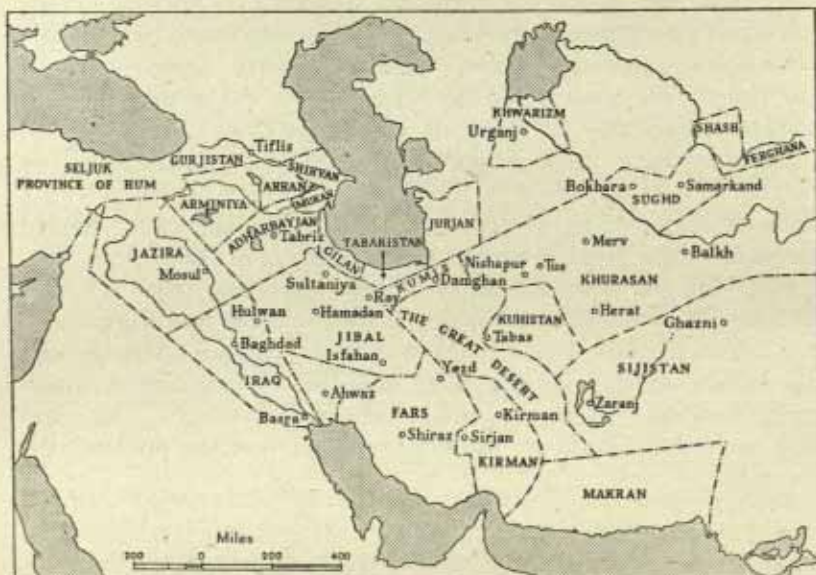 KHWARIZM
Urganj
SHASH
FERGHANA
Tiflis
GURJISTAN
SHIRVAN
SELJUK
PROVINCE OF RUM
ARRAN
MUKAN
ARMINIYA
ADHARBAYJAN
Tabriz
Bokhara
SUGHD
Samarkand
JURJAN
TABARISTAN
GILAN
Merv
Balkh
JAZIRA
Mosul
Sultaniya
Ray
KUMIS
Damghan
Nishapur
Tus
KHURASAN
Hulwan
Hamadan
KUHISTAN
Herat
Ghazni
Baghdad
JIBAL
Isfahan
THE GREAT DESERT
Tabas
SIJISTAN
IRAQ
Yezd
Ahwaz
Zaranj
Basra
FARS
Kirman
Shiraz
Sirjan
KIRMAN
MAKRAN
Miles
200 0 200 400